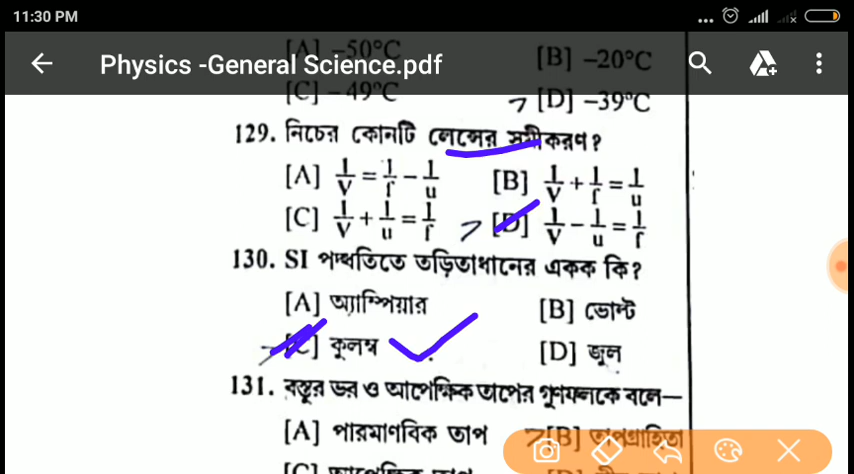 11:30 PM
Physics -General Science.pdf
[A] –50°C [B] –20°C
[C] – 49°C [D] –39°C
129. নিচের কোনটি লেন্সের সমীকরণ?
[A] 1/V = 1/f − 1/u [B] 1/V + 1/f = 1/u
[C] 1/V + 1/u = 1/f [D] 1/V − 1/u = 1/f
130. SI পদ্ধতিতে তড়িতাধানের একক কি?
[A] অ্যাম্পিয়ার [B] ভোল্ট
[C] কুলম্ব [D] জুল
131. বস্তুর ভর ও আপেক্ষিক তাপের গুণফলকে বলে—
[A] পারমাণবিক তাপ [B] তাপগ্রাহিতা